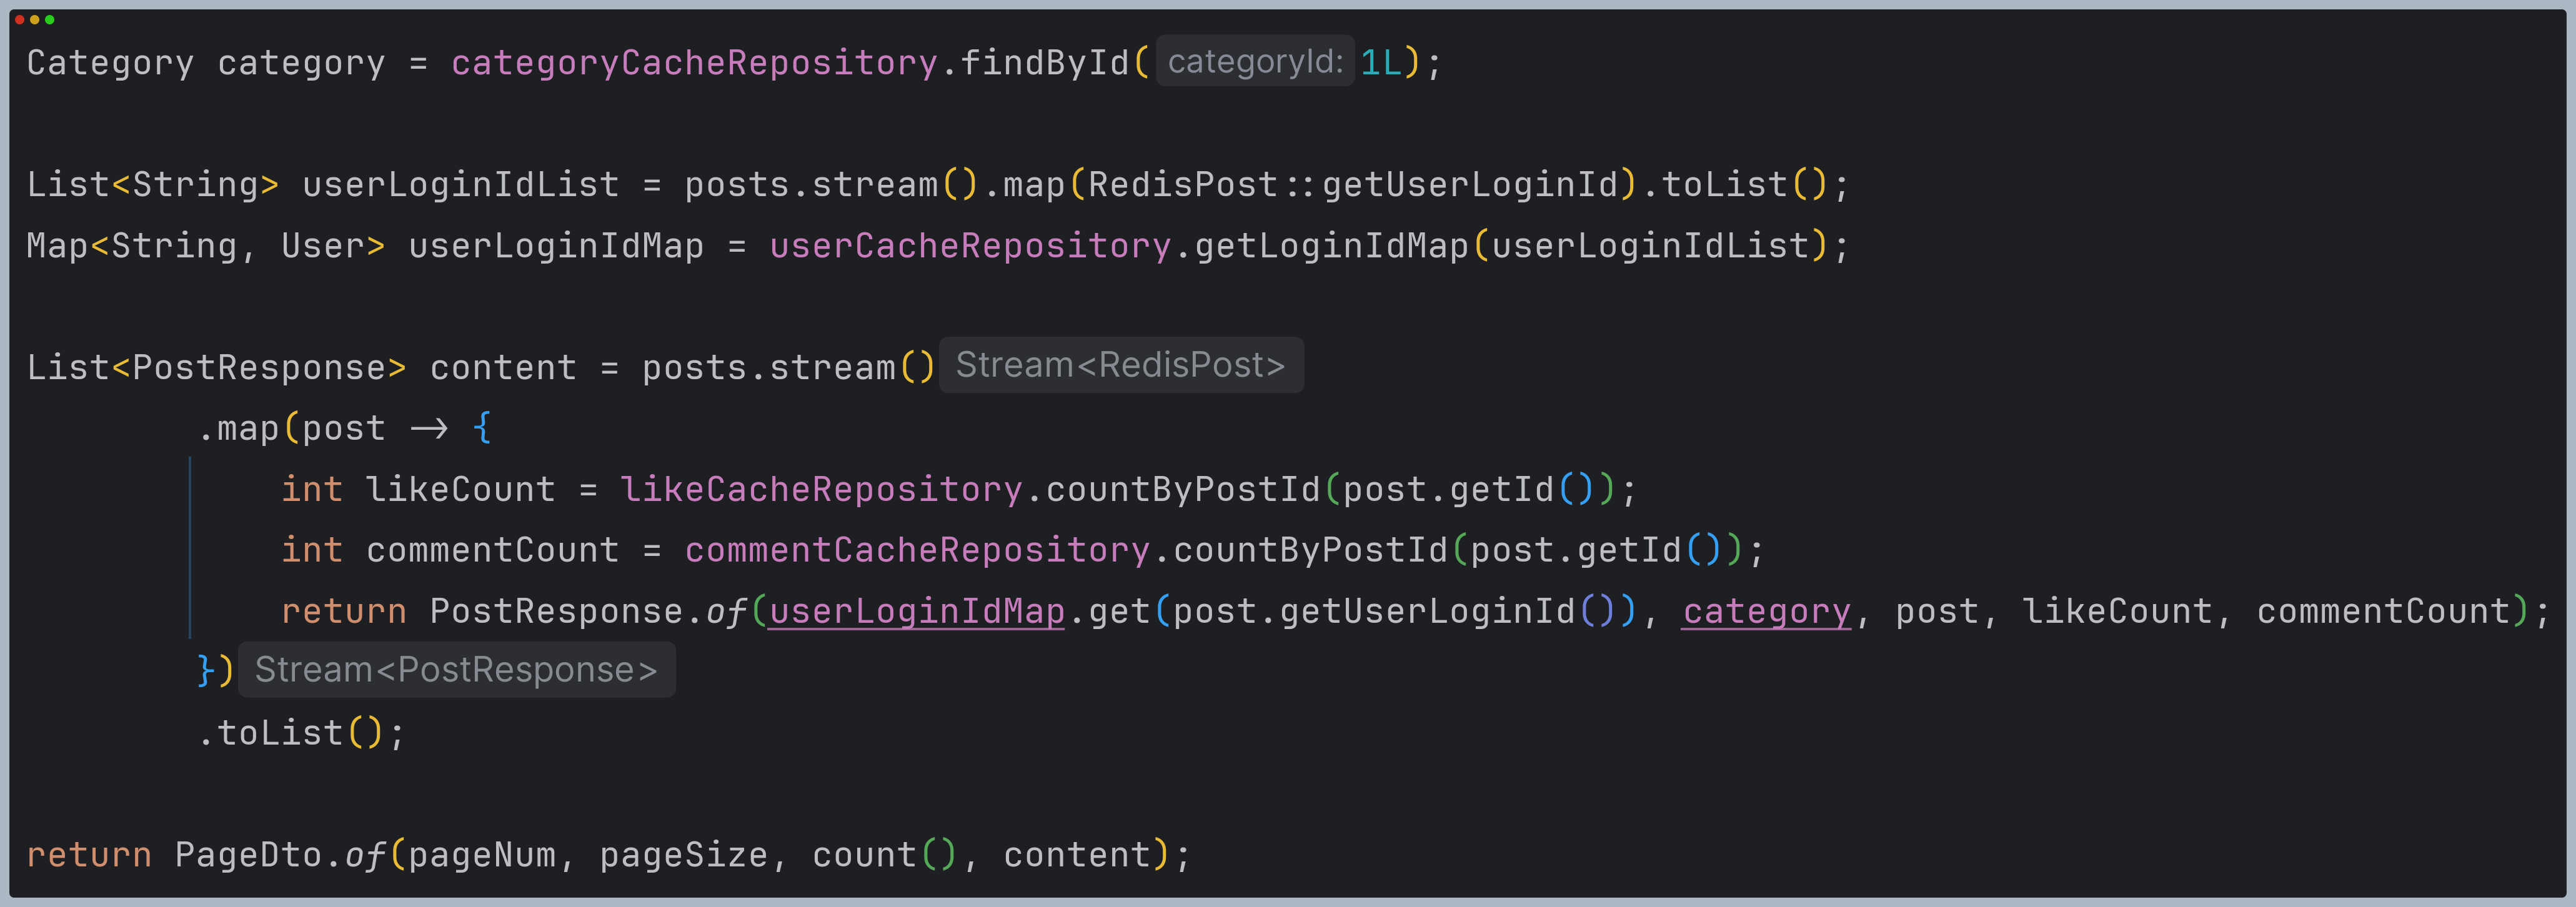 Category category = categoryCacheRepository.findById( categoryId: 1L);
List<String> userLoginIdList = posts.stream().map(RedisPost::getUserLoginId).toList();
Map<String, User> userLoginIdMap = userCacheRepository.getLoginIdMap(userLoginIdList);
List<PostResponse> content = posts.stream() Stream<RedisPost>
.map(post -> {
int likeCount = likeCacheRepository.countByPostId(post.getId());
int commentCount = commentCacheRepository.countByPostId(post.getId());
return PostResponse.of(userLoginIdMap.get(post.getUserLoginId()), category, post, likeCount, commentCount);
}) Stream<PostResponse>
.toList();
return PageDto.of(pageNum, pageSize, count(), content);